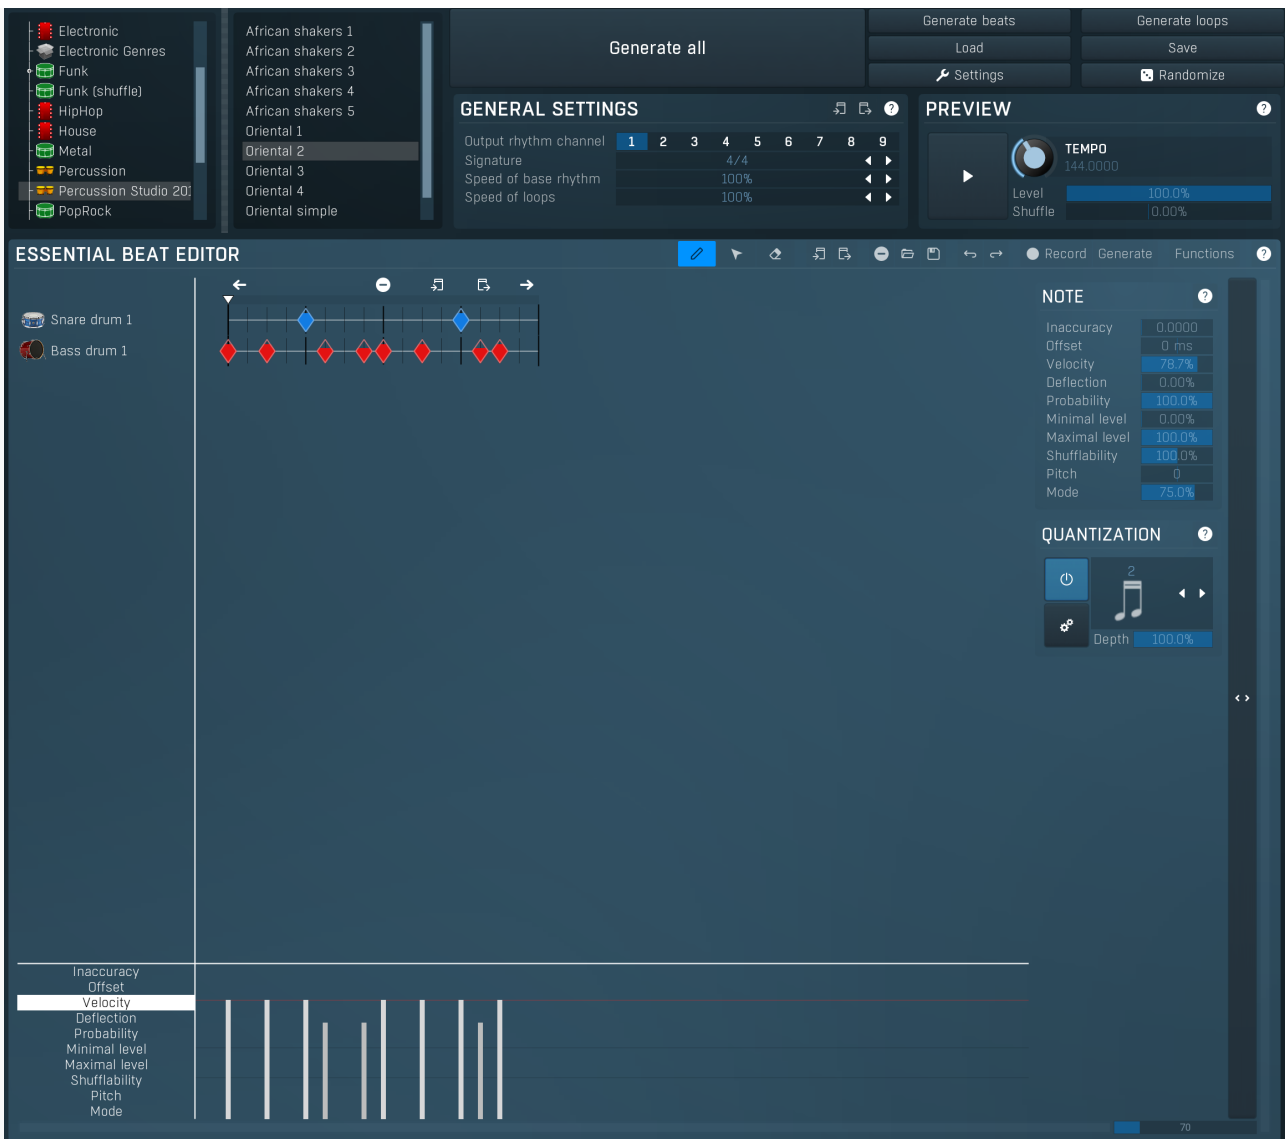 Electronic
Electronic Genres
Funk
Funk (shuffle)
HipHop
House
Metal
Percussion
Percussion Studio 20
PopRock
African shakers 1
African shakers 2
African shakers 3
African shakers 4
African shakers 5
Oriental 1
Oriental 2
Oriental 3
Oriental 4
Oriental simple
Generate all
Generate beats
Generate loops
Load
Save
Settings
Randomize
GENERAL SETTINGS
?
Output rhythm channel 1 2 3 4 5 6 7 8 9
Signature 4/4
Speed of base rhythm 100%
Speed of loops 100%
PREVIEW
?
TEMPO
144.0000
Level 100.0%
Shuffle 0.00%
ESSENTIAL BEAT EDITOR
Record Generate Functions ?
Snare drum 1
Bass drum 1
NOTE ?
Inaccuracy 0.0000
Offset 0 ms
Velocity 78.7%
Deflection 0.00%
Probability 100.0%
Minimal level 0.00%
Maximal level 100.0%
Shufflability 100.0%
Pitch 0
Mode 75.0%
QUANTIZATION ?
2
Depth 100.0%
Inaccuracy
Offset
Velocity
Deflection
Probability
Minimal level
Maximal level
Shufflability
Pitch
Mode
70